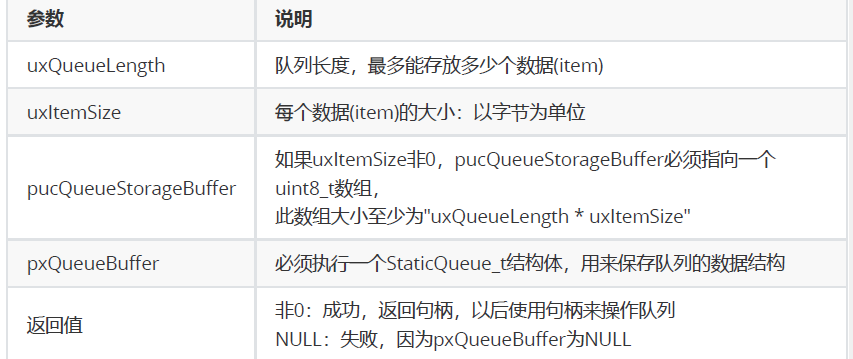 参数 说明
uxQueueLength 队列长度，最多能存放多少个数据(item)
uxItemSize 每个数据(item)的大小：以字节为单位
pucQueueStorageBuffer 如果uxItemSize非0，pucQueueStorageBuffer必须指向一个
uint8_t数组，
此数组大小至少为"uxQueueLength * uxItemSize"
pxQueueBuffer 必须执行一个StaticQueue_t结构体，用来保存队列的数据结构
返回值 非0：成功，返回句柄，以后使用句柄来操作队列
NULL：失败，因为pxQueueBuffer为NULL